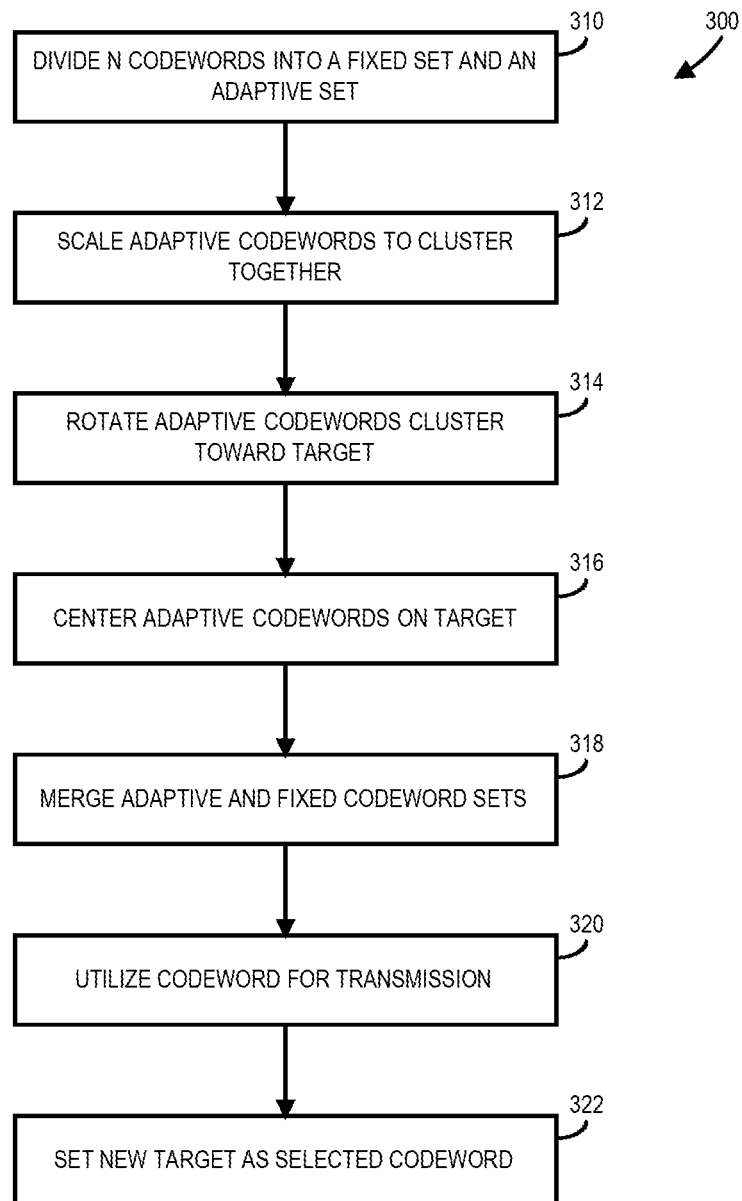 310
300
DIVIDE N CODEWORDS INTO A FIXED SET AND AN
ADAPTIVE SET
312
SCALE ADAPTIVE CODEWORDS TO CLUSTER
TOGETHER
314
ROTATE ADAPTIVE CODEWORDS CLUSTER
TOWARD TARGET
316
CENTER ADAPTIVE CODEWORDS ON TARGET
318
MERGE ADAPTIVE AND FIXED CODEWORD SETS
320
UTILIZE CODEWORD FOR TRANSMISSION
322
SET NEW TARGET AS SELECTED CODEWORD